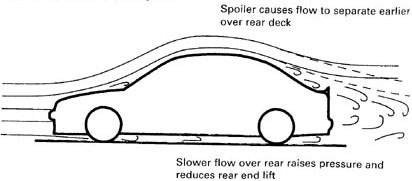 Spoiler causes flow to separate earlier
over rear deck
Slower flow over rear raises pressure and
reduces rear end lift